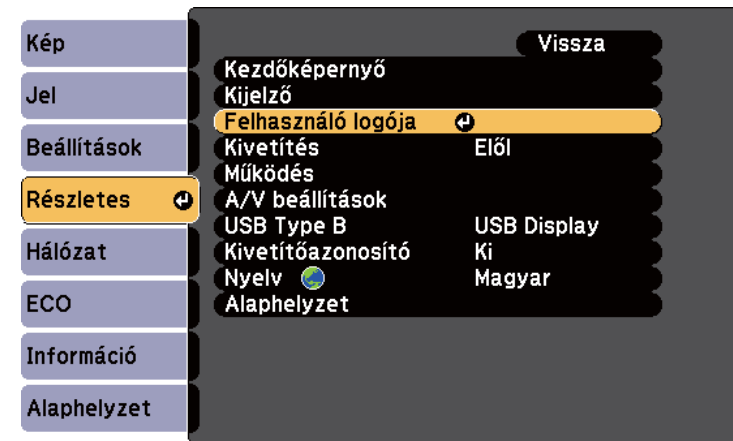 Kép
Jel
Beállítások
Részletes
Hálózat
ECO
Információ
Alaphelyzet
Vissza
Kezdőképernyő
Kijelző
Felhasználó logója
Kivetítés Elől
Működés
A/V beállítások
USB Type B USB Display
Kivetítőazonosító Ki
Nyelv Magyar
Alaphelyzet